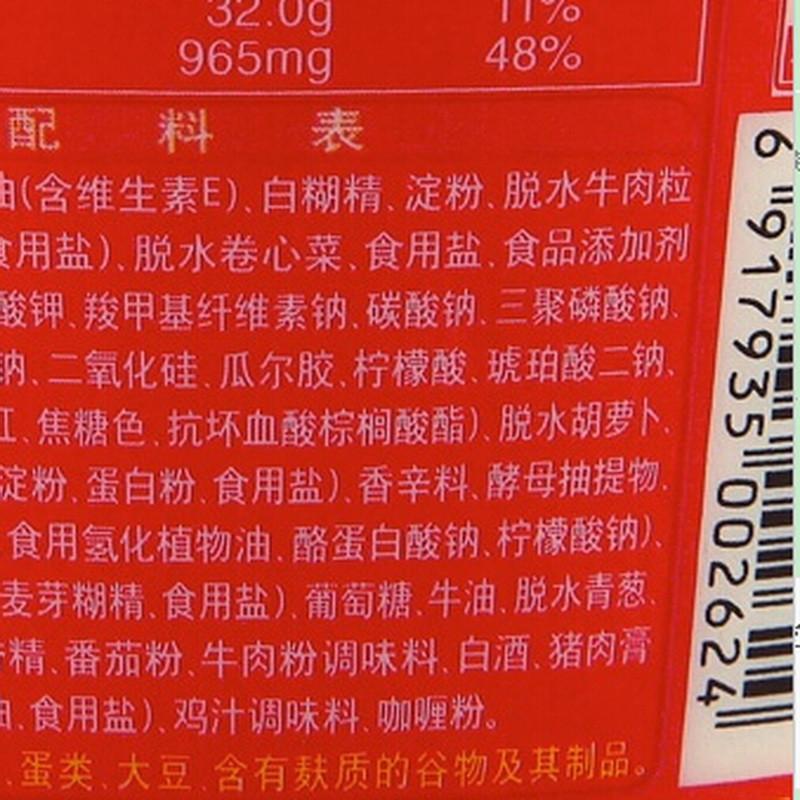 32.0g 11%
965mg 48%
配料表
油(含维生素E)、白糊精、淀粉、脱水牛肉粒
食用盐)、脱水卷心菜、食用盐、食品添加剂
酸钾、羧甲基纤维素钠、碳酸钠、三聚磷酸钠、
钠、二氧化硅、瓜尔胶、柠檬酸、琥珀酸二钠、
红、焦糖色、抗坏血酸棕榈酸酯)、脱水胡萝卜、
淀粉、蛋白粉、食用盐)、香辛料、酵母抽提物、
食用氢化植物油、酪蛋白酸钠、柠檬酸钠)、
麦芽糊精、食用盐)、葡萄糖、牛油、脱水青葱、
精、番茄粉、牛肉粉调味料、白酒、猪肉膏
油、食用盐)、鸡汁调味料、咖喱粉。
、蛋类、大豆、含有麸质的谷物及其制品。
6 917935 002624